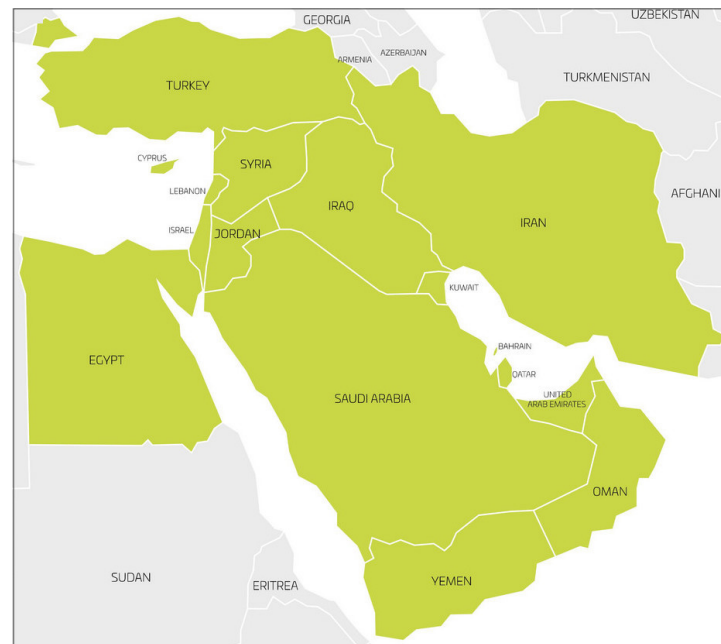 GEORGIA
UZBEKISTAN
ARMENIA
AZERBAIJAN
TURKMENISTAN
TURKEY
CYPRUS
SYRIA
LEBANON
AFGHANI
IRAQ
IRAN
ISRAEL
JORDAN
KUWAIT
BAHRAIN
EGYPT
QATAR
SAUDI ARABIA
UNITED
ARAB EMIRATES
OMAN
SUDAN
ERITREA
YEMEN